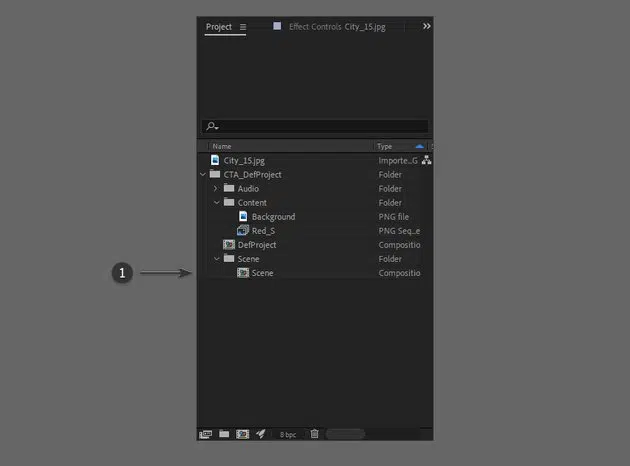 Project ≡ Effect Controls City_15.jpg »
Name Type
City_15.jpg Importe...G
CTA_DefProject Folder
Audio Folder
Content Folder
Background PNG file
Red_S PNG Seq...e
DefProject Compositio
Scene Folder
1 Scene Compositio
8 bpc